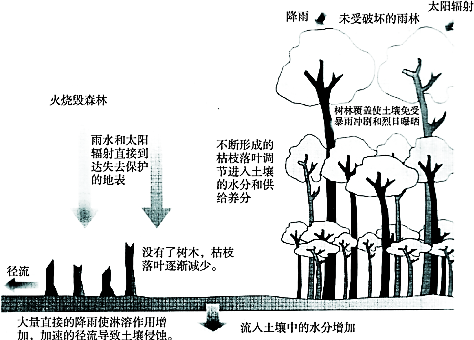 降雨
未受破坏的雨林
太阳辐射
火烧毁森林
树林覆盖使土壤免受
暴雨冲刷和烈日曝晒
雨水和太阳
辐射直接到
达失去保护
的地表
不断形成的
枯枝落叶调
节进入土壤
的水分和供
给养分
没有了树木,枯枝
落叶逐渐减少。
径流
大量直接的降雨使淋溶作用增
加,加速的径流导致土壤侵蚀。
流入土壤中的水分增加